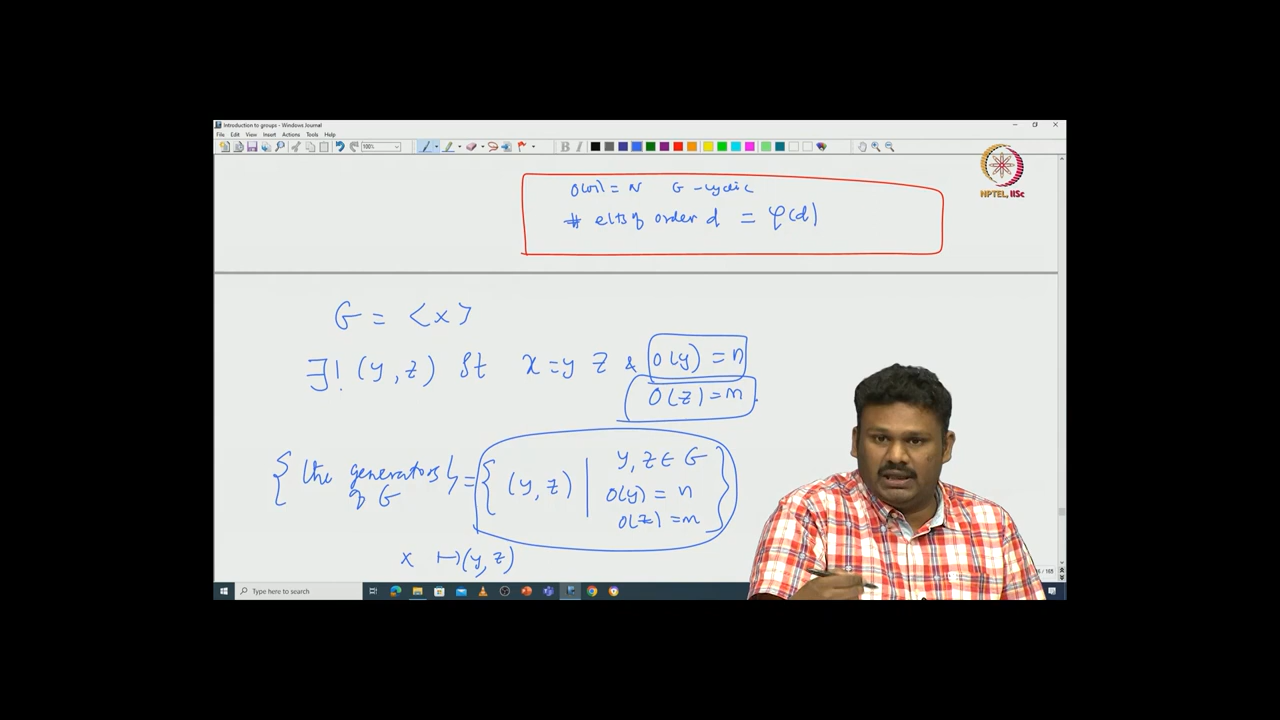 Introduction to groups - Windows Journal
File Edit View Insert Actions Tools Help
100%
NPTEL, IISc
O(G) = N G - cyclic
# elts of order d = φ(d)
G = <x>
∃! (y, z) St x = y z & O(y) = n
O(z) = m.
{ the generators of G } = { (y, z) | y, z ∈ G
O(y) = n
O(z) = m }
x ↦ (y, z)
Type here to search